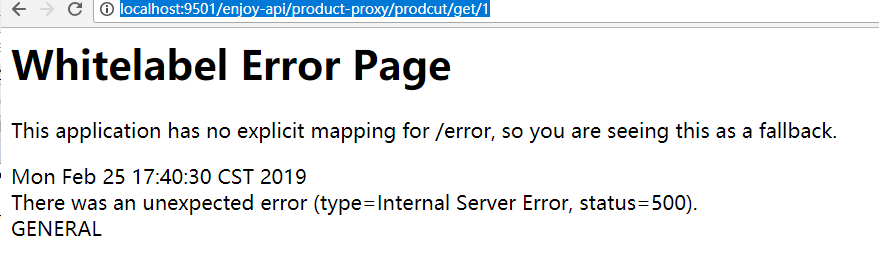 localhost:9501/enjoy-api/product-proxy/prodcut/get/1
Whitelabel Error Page
This application has no explicit mapping for /error, so you are seeing this as a fallback.
Mon Feb 25 17:40:30 CST 2019
There was an unexpected error (type=Internal Server Error, status=500).
GENERAL